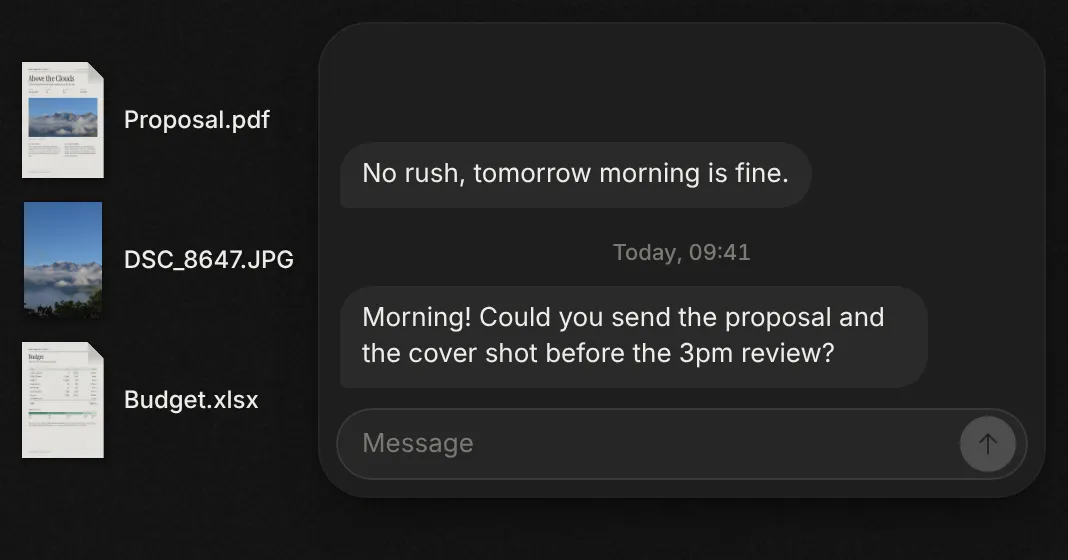 Above the Clouds
Proposal.pdf
DSC_8647.JPG
Budget
Budget.xlsx
No rush, tomorrow morning is fine.
Today, 09:41
Morning! Could you send the proposal and
the cover shot before the 3pm review?
Message